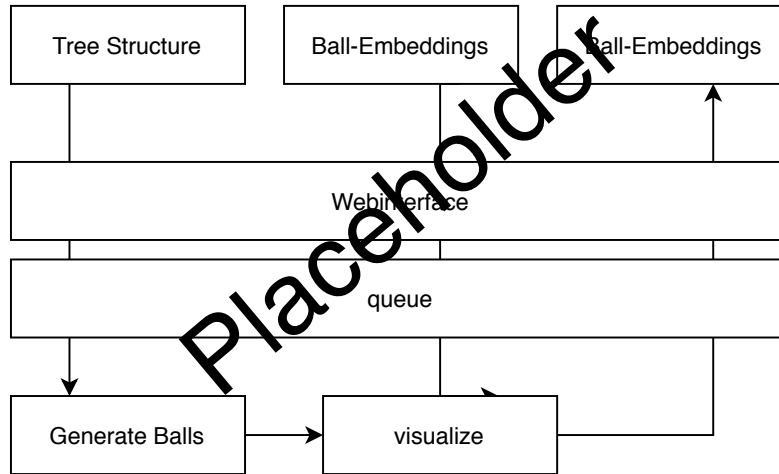 Tree Structure
Ball-Embeddings
Ball-Embeddings
Placeholder
Webinterface
queue
Generate Balls
visualize